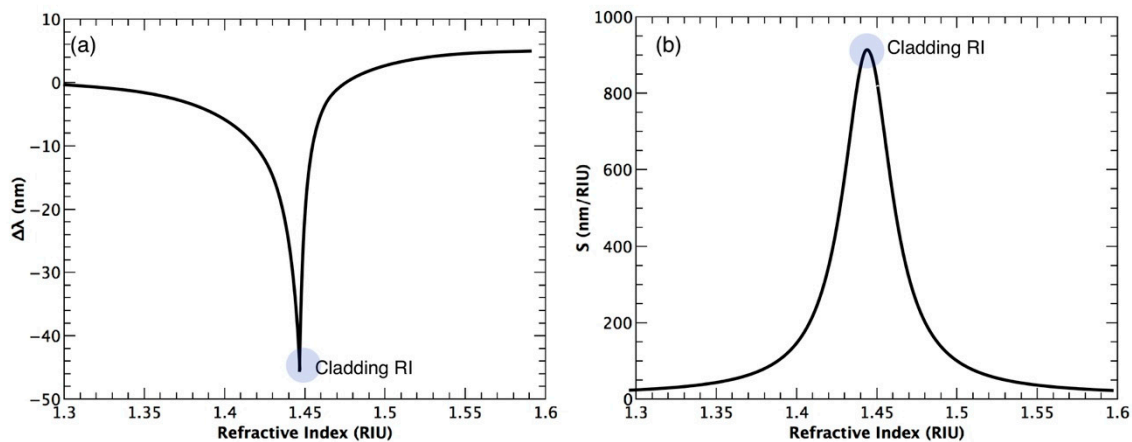 (a)
10
0
−10
−20
−30
−40
−50
Δλ (nm)
Cladding RI
1.3 1.35 1.4 1.45 1.5 1.55 1.6
Refractive Index (RIU)
(b)
1000
800
600
400
200
0
S (nm/RIU)
Cladding RI
1.3 1.35 1.4 1.45 1.5 1.55 1.6
Refractive Index (RIU)